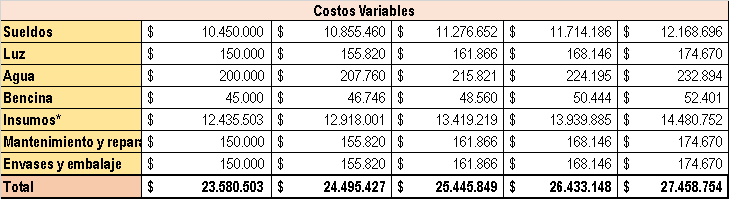 Costos Variables
Sueldos $ 10.450.000 $ 10.855.460 $ 11.276.652 $ 11.714.186 $ 12.168.696
Luz $ 150.000 $ 155.820 $ 161.866 $ 168.146 $ 174.670
Agua $ 200.000 $ 207.760 $ 215.821 $ 224.195 $ 232.894
Bencina $ 45.000 $ 46.746 $ 48.560 $ 50.444 $ 52.401
Insumos* $ 12.435.503 $ 12.918.001 $ 13.419.219 $ 13.939.885 $ 14.480.752
Mantenimiento y repara $ 150.000 $ 155.820 $ 161.866 $ 168.146 $ 174.670
Envases y embalaje $ 150.000 $ 155.820 $ 161.866 $ 168.146 $ 174.670
Total $ 23.580.503 $ 24.495.427 $ 25.445.849 $ 26.433.148 $ 27.458.754